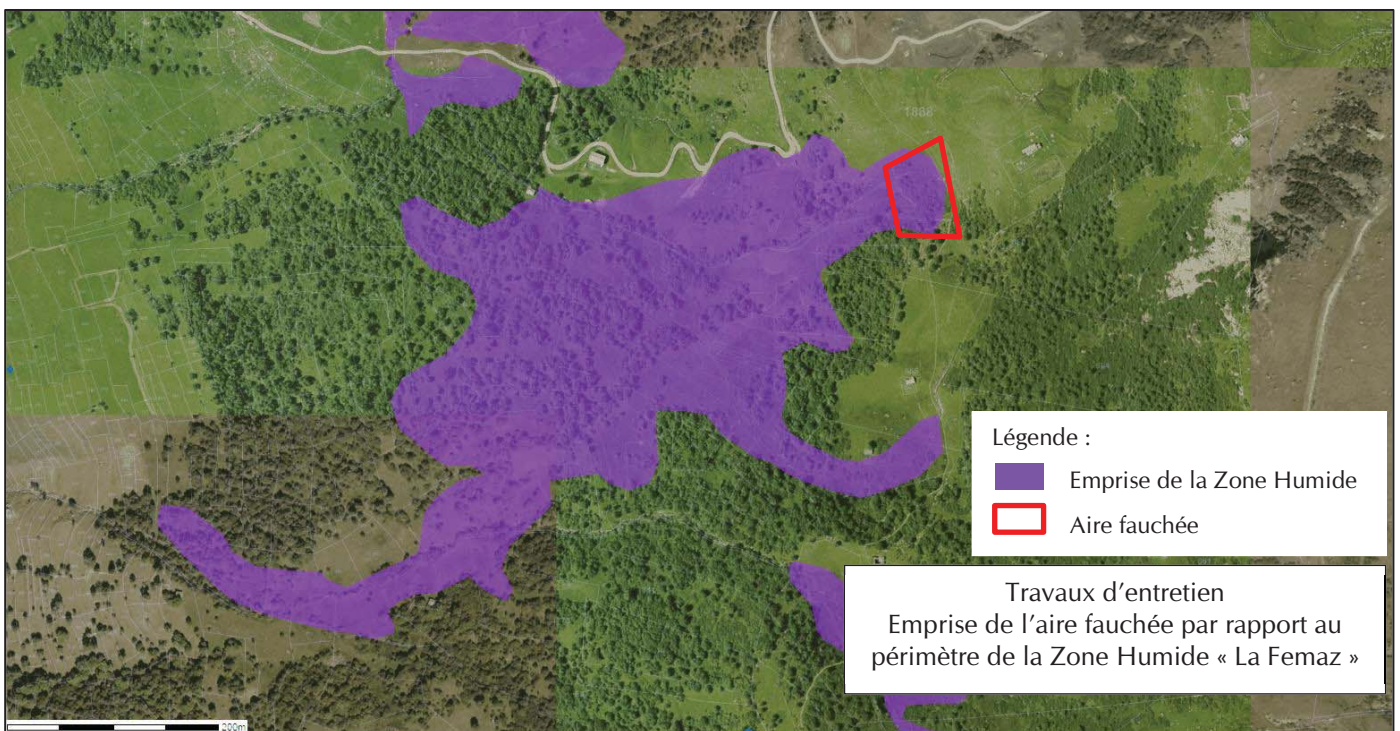 1888
Légende :
Emprise de la Zone Humide
Aire fauchée
Travaux d’entretien
Emprise de l’aire fauchée par rapport au
périmètre de la Zone Humide « La Femaz »
200m